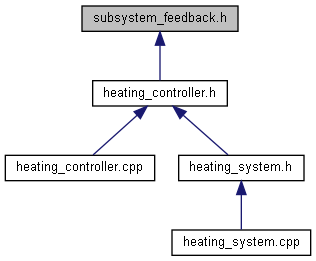 subsystem_feedback.h
heating_controller.h
heating_controller.cpp
heating_system.h
heating_system.cpp